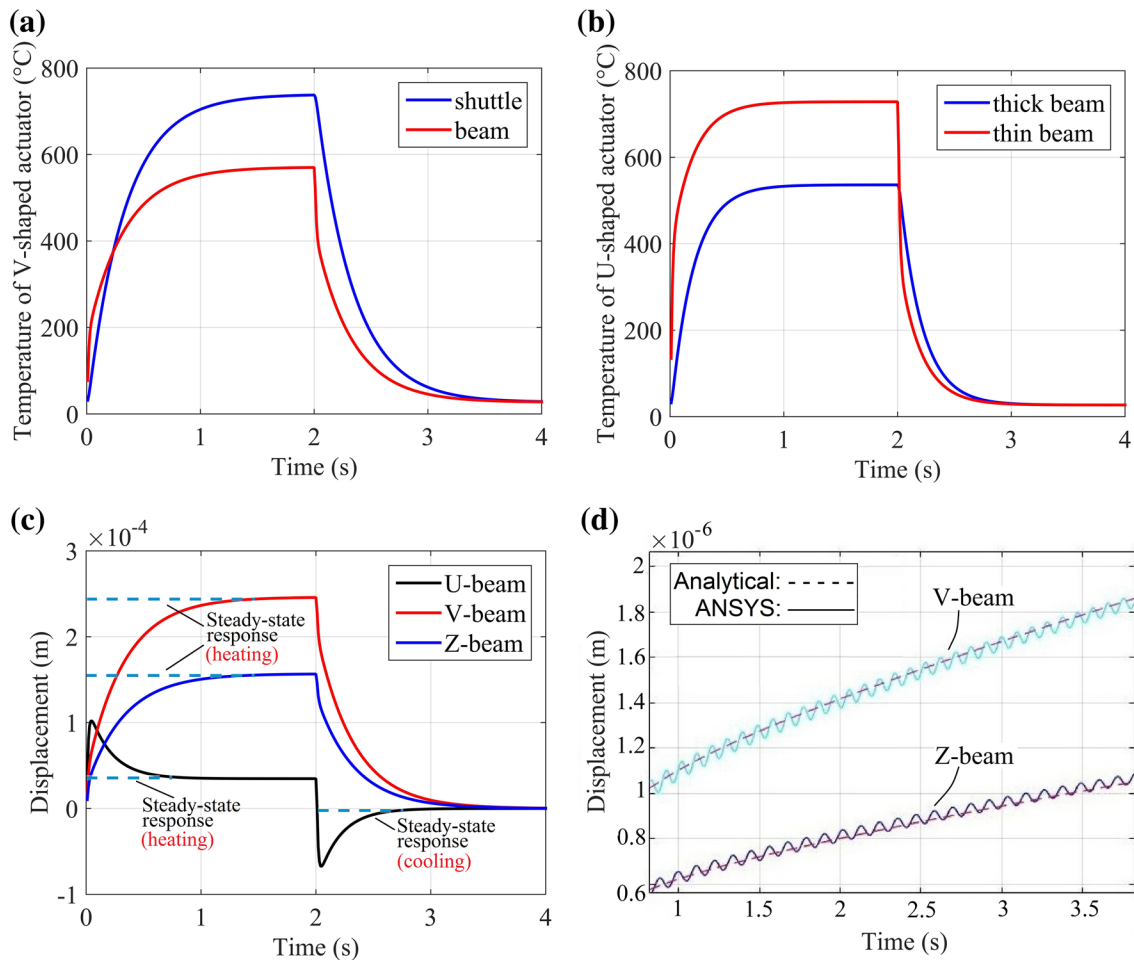 (a)
Temperature of V-shaped actuator (°C)
800
600
400
200
0
shuttle
beam
0 1 2 3 4
Time (s)
(b)
Temperature of U-shaped actuator (°C)
800
600
400
200
0
thick beam
thin beam
0 1 2 3 4
Time (s)
(c)
×10-4
Displacement (m)
3
2
1
0
-1
U-beam
V-beam
Z-beam
Steady-state
response
(heating)
Steady-state
response
(heating)
Steady-state
response
(cooling)
0 1 2 3 4
Time (s)
(d)
×10-6
Displacement (m)
2
1.8
1.6
1.4
1.2
1
0.8
0.6
Analytical:
ANSYS:
V-beam
Z-beam
1 1.5 2 2.5 3 3.5
Time (s)